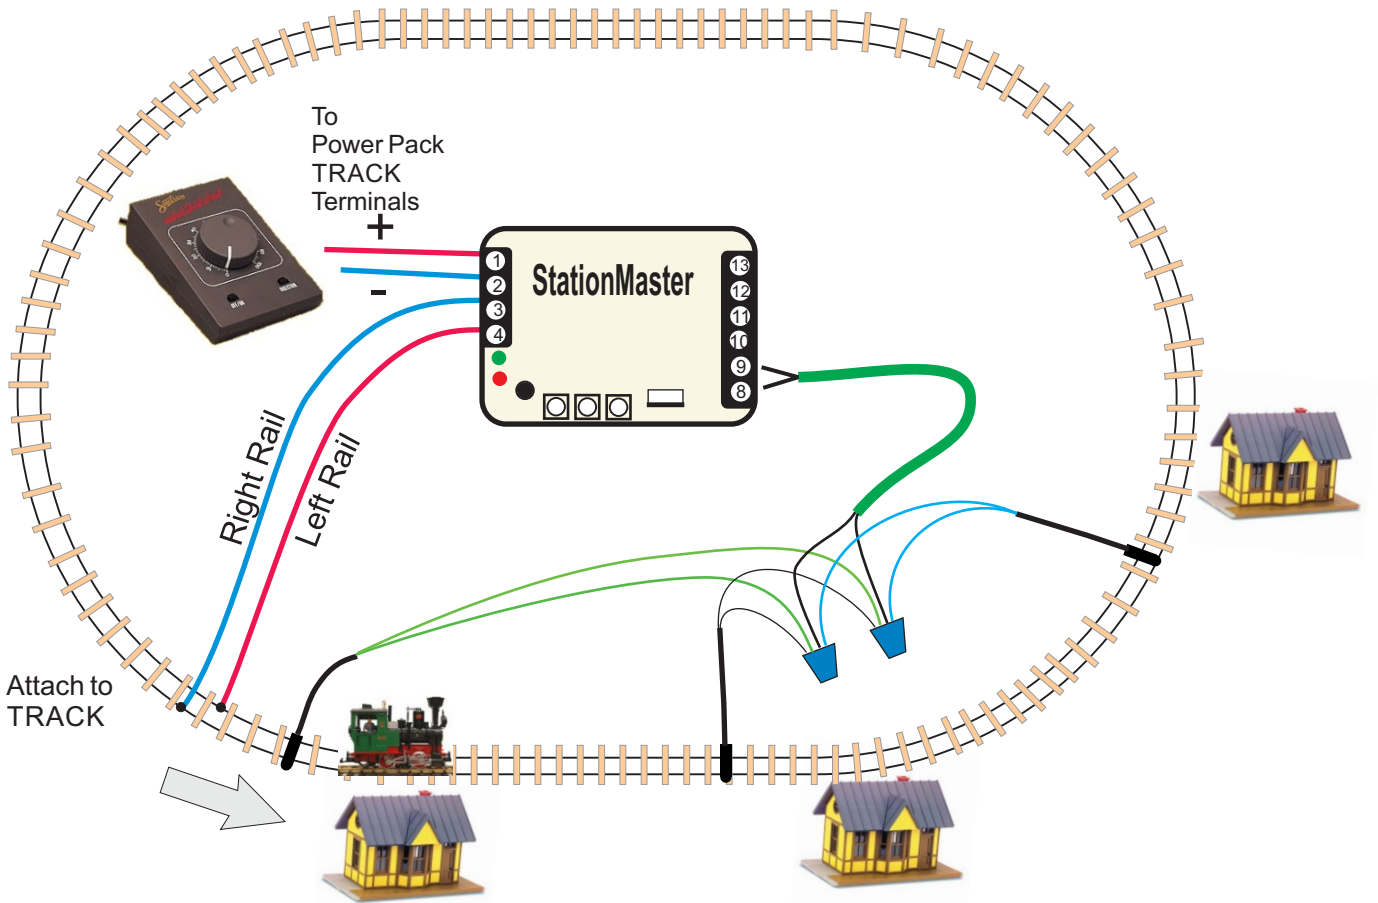 To
Power Pack
TRACK
Terminals
+
-
StationMaster
1
2
3
4
13
12
11
10
9
8
Right Rail
Left Rail
Attach to
TRACK